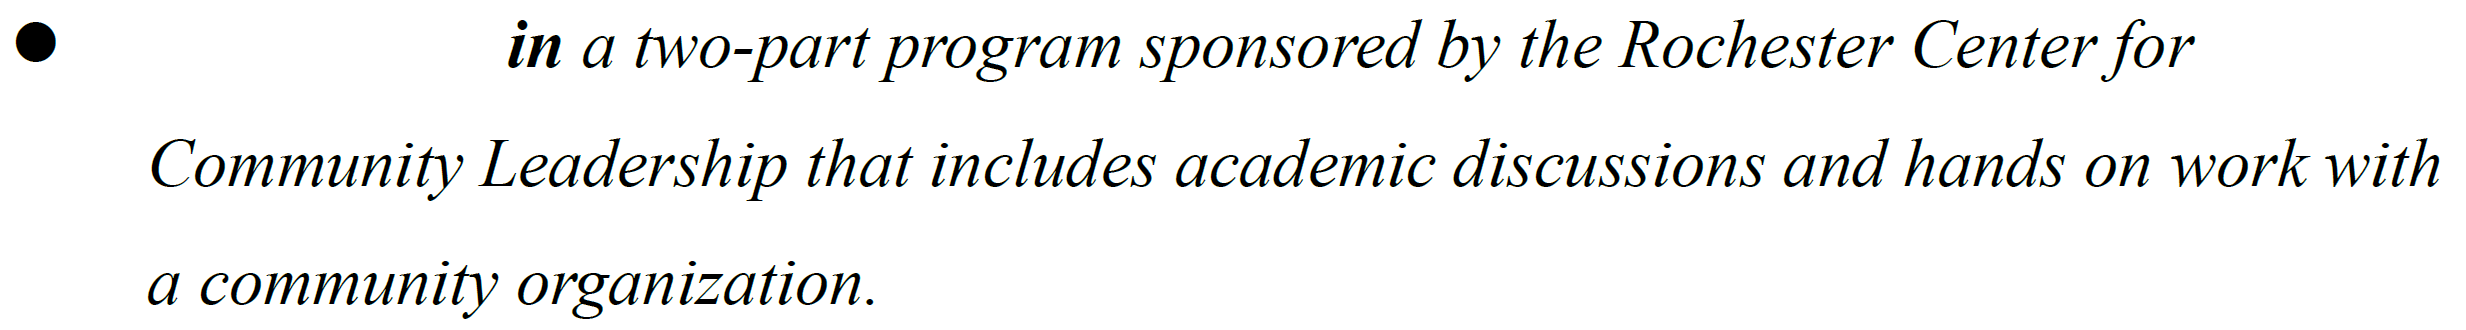 ● in a two-part program sponsored by the Rochester Center for
Community Leadership that includes academic discussions and hands on work with
a community organization.